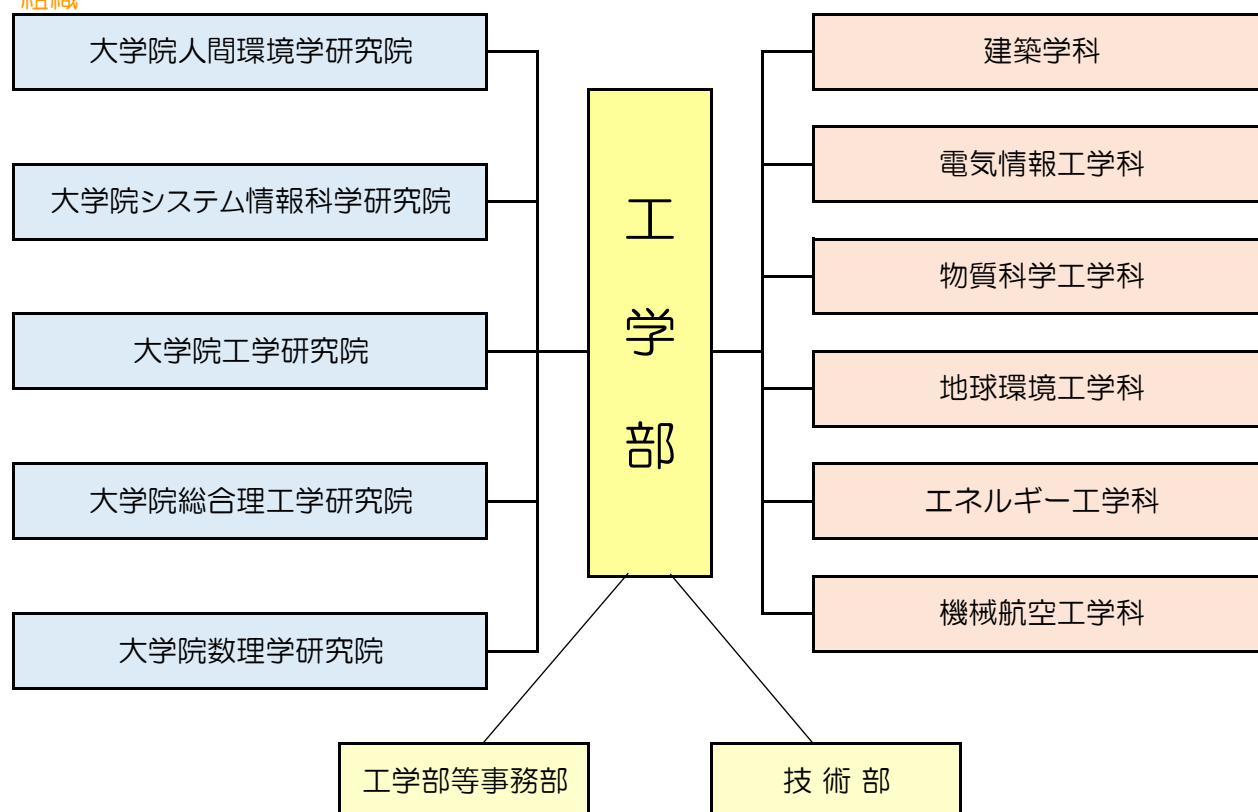 組織
大学院人間環境学研究院
大学院システム情報科学研究院
大学院工学研究院
大学院総合理工学研究院
大学院数理学研究院
工学部
建築学科
電気情報工学科
物質科学工学科
地球環境工学科
エネルギー工学科
機械航空工学科
工学部等事務部
技術部